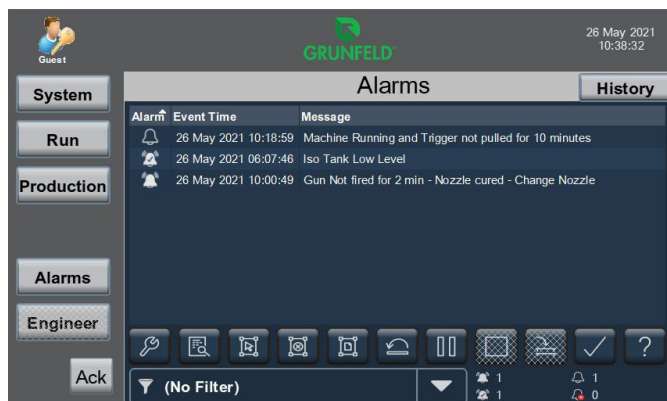 26 May 2021
10:38:32
Guest
GRUNFELD
System
Alarms
History
Alarm Event Time Message
26 May 2021 10:18:59 Machine Running and Trigger not pulled for 10 minutes
Run
26 May 2021 06:07:46 Iso Tank Low Level
26 May 2021 10:00:49 Gun Not fired for 2 min - Nozzle cured - Change Nozzle
Production
Alarms
Engineer
?
Ack
(No Filter)
1 1
1 0